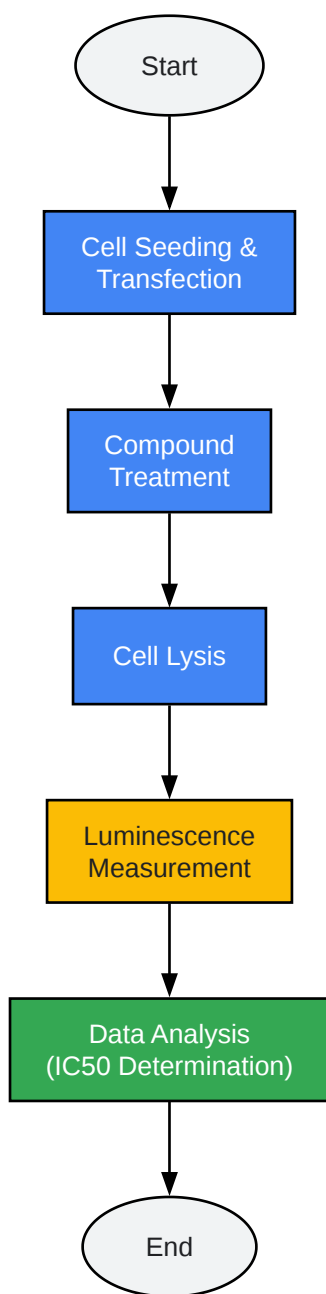 Start
Cell Seeding &
Transfection
Compound
Treatment
Cell Lysis
Luminescence
Measurement
Data Analysis
(IC50 Determination)
End